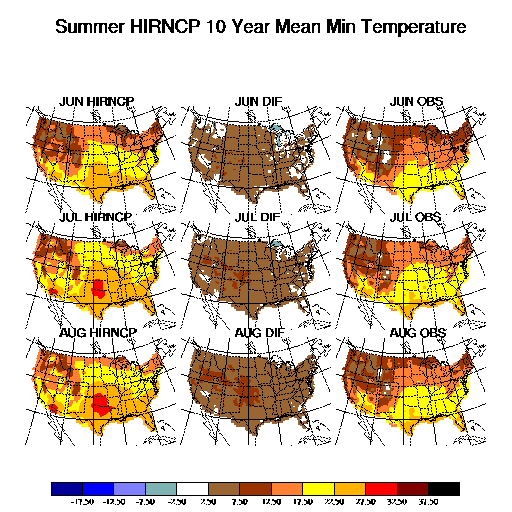 Summer HIRNCP 10 Year Mean Min Temperature
JUN HIRNCP JUN DIF JUN OBS
JUL HIRNCP JUL DIF JUL OBS
AUG HIRNCP AUG DIF AUG OBS
-17.50 -12.50 -7.50 -2.50 2.50 7.50 12.50 17.50 22.50 27.50 32.50 37.50